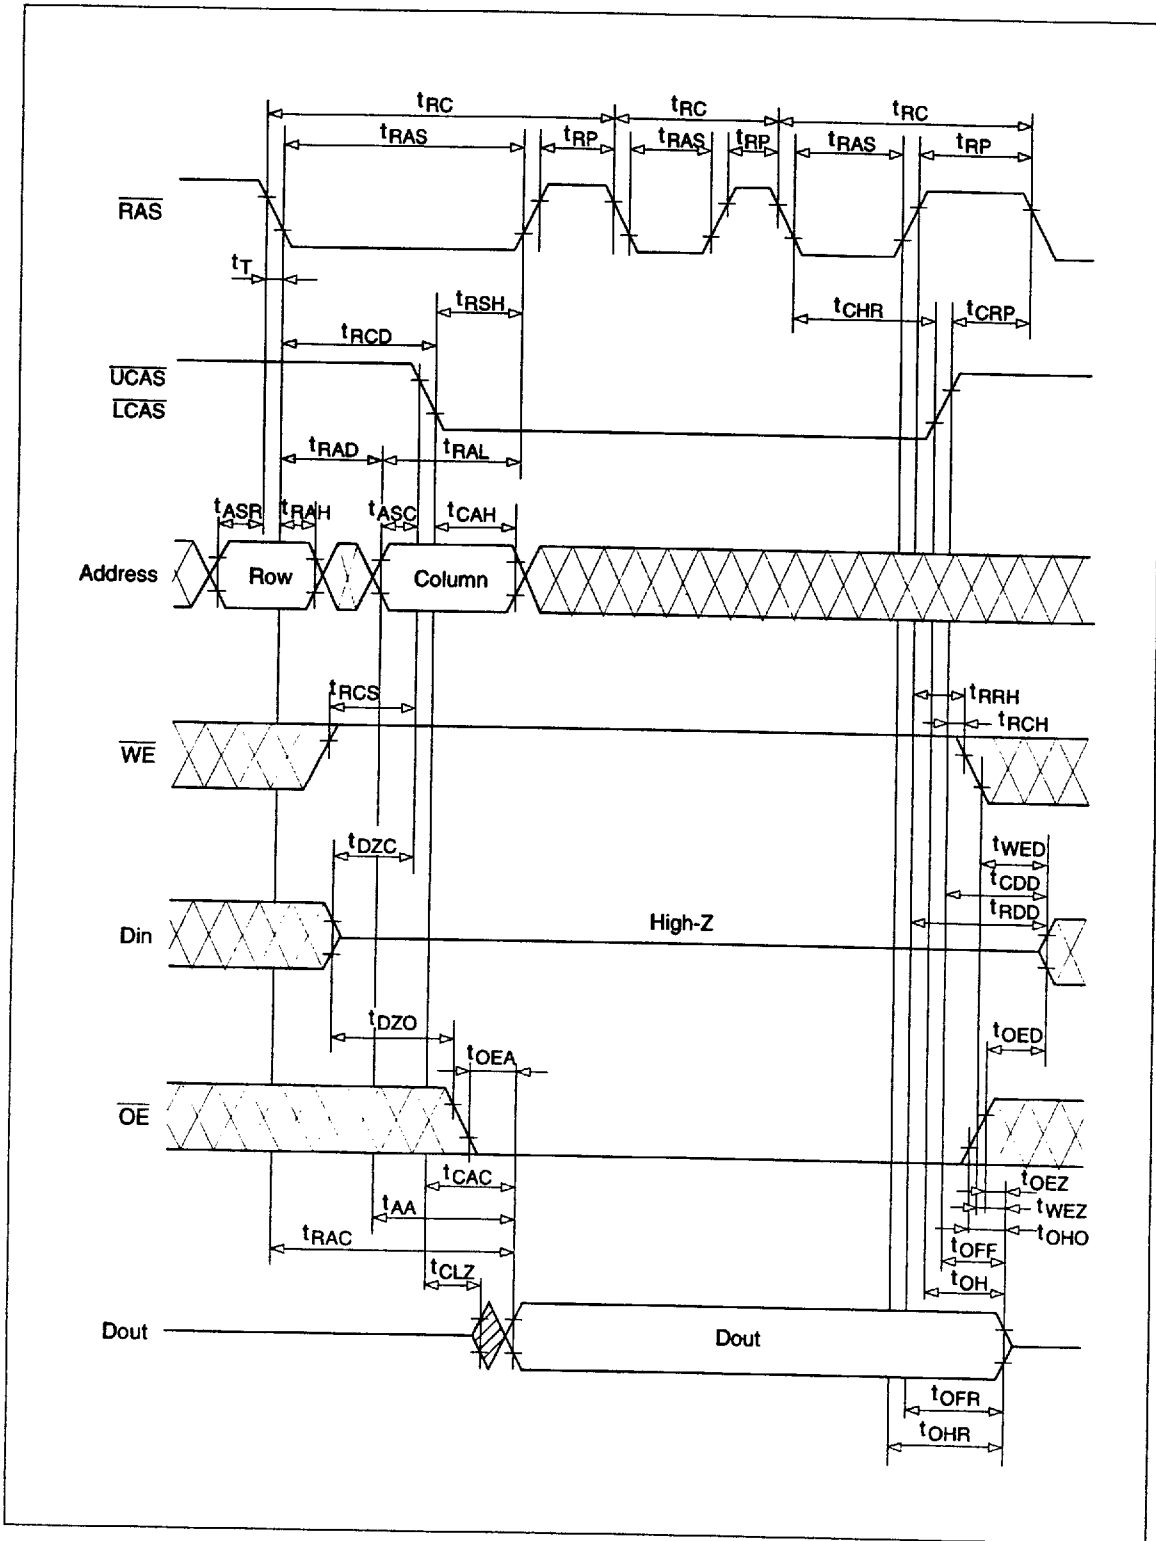 tRC tRC tRC
tRAS tRP tRAS tRP tRAS tRP
RAS
tT
tRSH tCHR tCRP
tRCD
UCAS
LCAS
tRAD tRAL
tASR tRAH tASC tCAH
Address Row Column
tRCS tRRH
tRCH
WE
tDZC tWED
tCDD
tRDD
Din High-Z
tDZO tOED
tOEA
OE
tCAC tOEZ
tAA tWEZ
tRAC tOHO
tOFF
tCLZ tOH
Dout Dout
tOFR
tOHR